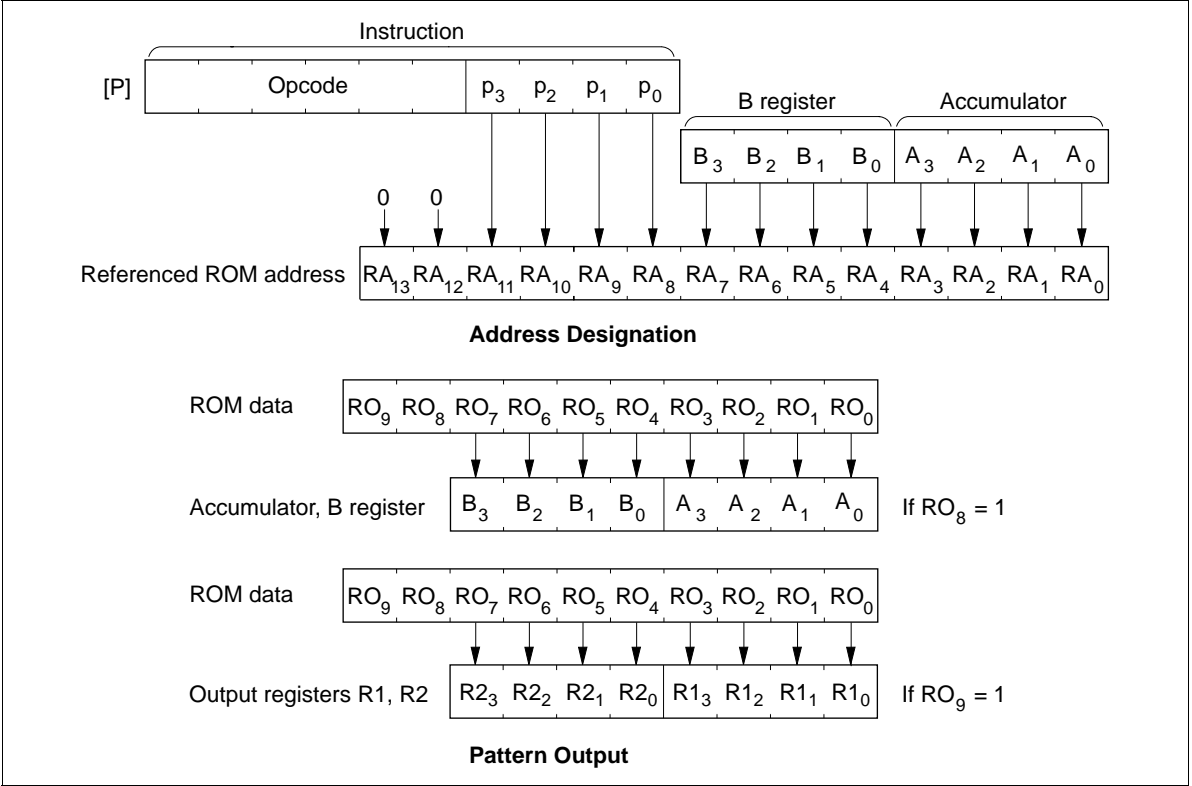 Instruction
[P] Opcode p3 p2 p1 p0
B register Accumulator
B3 B2 B1 B0 A3 A2 A1 A0
0 0
Referenced ROM address RA13 RA12 RA11 RA10 RA9 RA8 RA7 RA6 RA5 RA4 RA3 RA2 RA1 RA0
Address Designation
ROM data RO9 RO8 RO7 RO6 RO5 RO4 RO3 RO2 RO1 RO0
Accumulator, B register B3 B2 B1 B0 A3 A2 A1 A0 If RO8 = 1
ROM data RO9 RO8 RO7 RO6 RO5 RO4 RO3 RO2 RO1 RO0
Output registers R1, R2 R23 R22 R21 R20 R13 R12 R11 R10 If RO9 = 1
Pattern Output